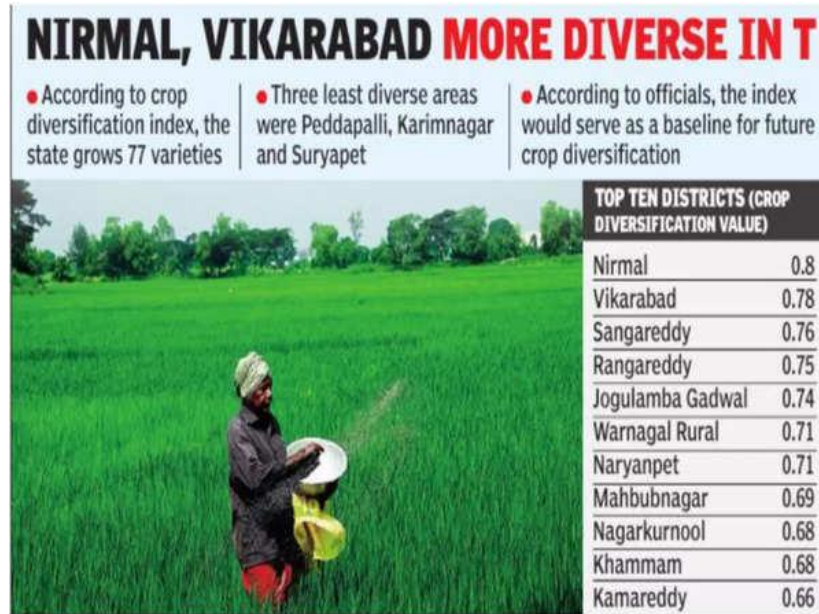 NIRMAL, VIKARABAD MORE DIVERSE IN T
● According to crop
diversification index, the
state grows 77 varieties
● Three least diverse areas
were Peddapalli, Karimnagar
and Suryapet
● According to officials, the index
would serve as a baseline for future
crop diversification
TOP TEN DISTRICTS (CROP
DIVERSIFICATION VALUE)
Nirmal 0.8
Vikarabad 0.78
Sangareddy 0.76
Rangareddy 0.75
Jogulamba Gadwal 0.74
Warnagal Rural 0.71
Naryanpet 0.71
Mahbubnagar 0.69
Nagarkurnool 0.68
Khammam 0.68
Kamareddy 0.66